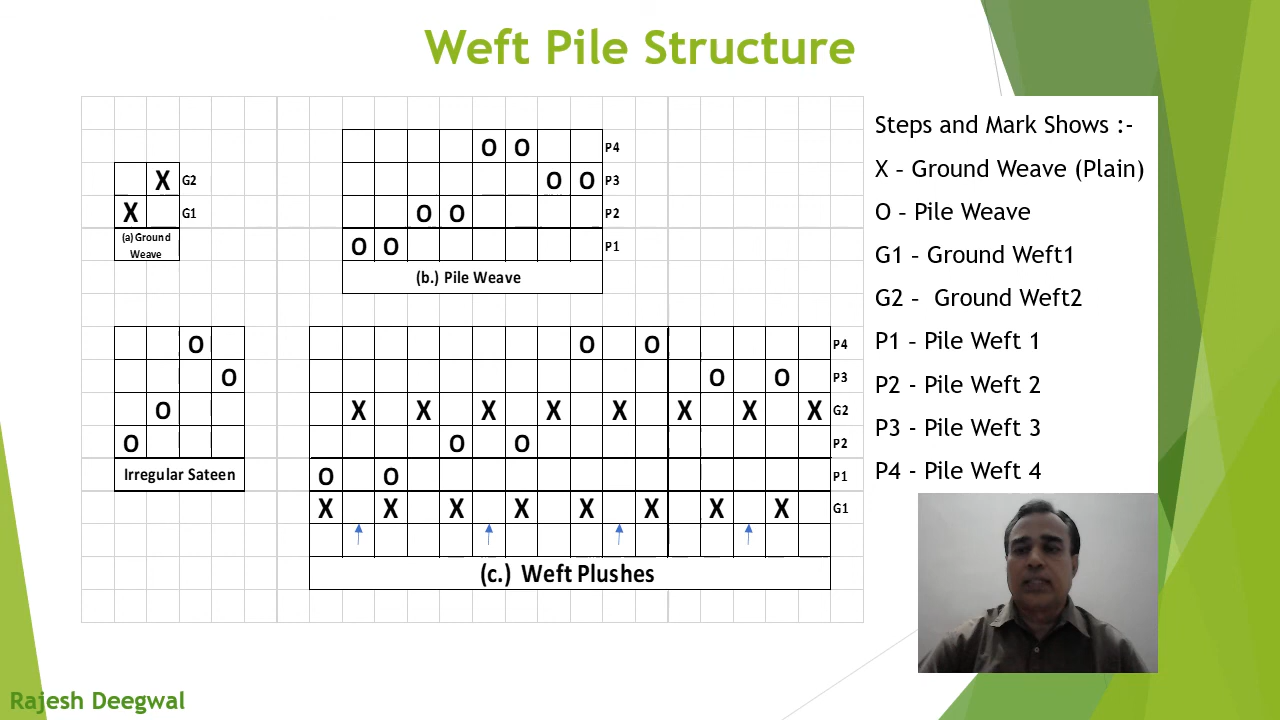 Weft Pile Structure
O O P4
X G2
O O P3
X G1
O O P2
(a) Ground
Weave
O O P1
(b.) Pile Weave
O
O
O
O
Irregular Sateen
O O P4
O O P3
X X X X X X X X G2
O O P2
O O P1
X X X X X X X X G1
(c.) Weft Plushes
Steps and Mark Shows :-
X – Ground Weave (Plain)
O – Pile Weave
G1 – Ground Weft1
G2 – Ground Weft2
P1 – Pile Weft 1
P2 - Pile Weft 2
P3 - Pile Weft 3
P4 - Pile Weft 4
Rajesh Deegwal